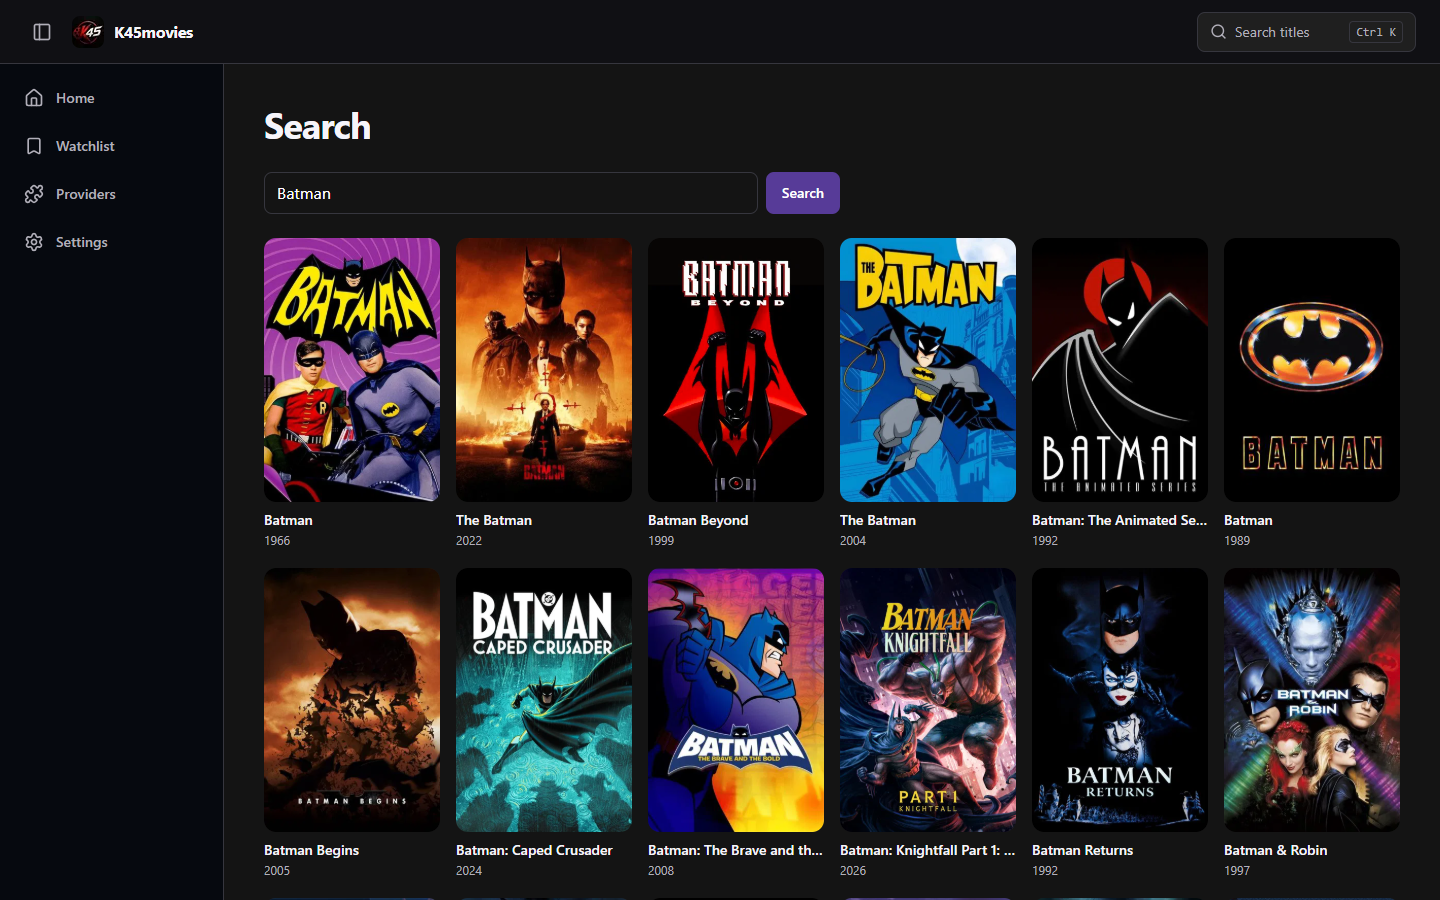 K45
K45movies
Search titles
Ctrl K
Home
Watchlist
Providers
Settings
Search
Batman
Search
BATMAN
R
BATMAN
BATMAN
BEYOND
THE
BATMAN
BATMAN
THE ANIMATED SERIES
BATMAN
Batman
1966
The Batman
2022
Batman Beyond
1999
The Batman
2004
Batman: The Animated Se...
1992
Batman
1989
BATMAN BEGINS
BATMAN
CAPED CRUSADER
BATMAN
THE BRAVE AND THE BOLD
BATMAN
KNIGHTFALL
PART I
KNIGHTFALL
BATMAN
RETURNS
BATMAN
&
ROBIN
Batman Begins
2005
Batman: Caped Crusader
2024
Batman: The Brave and th...
2008
Batman: Knightfall Part 1: ...
2026
Batman Returns
1992
Batman & Robin
1997